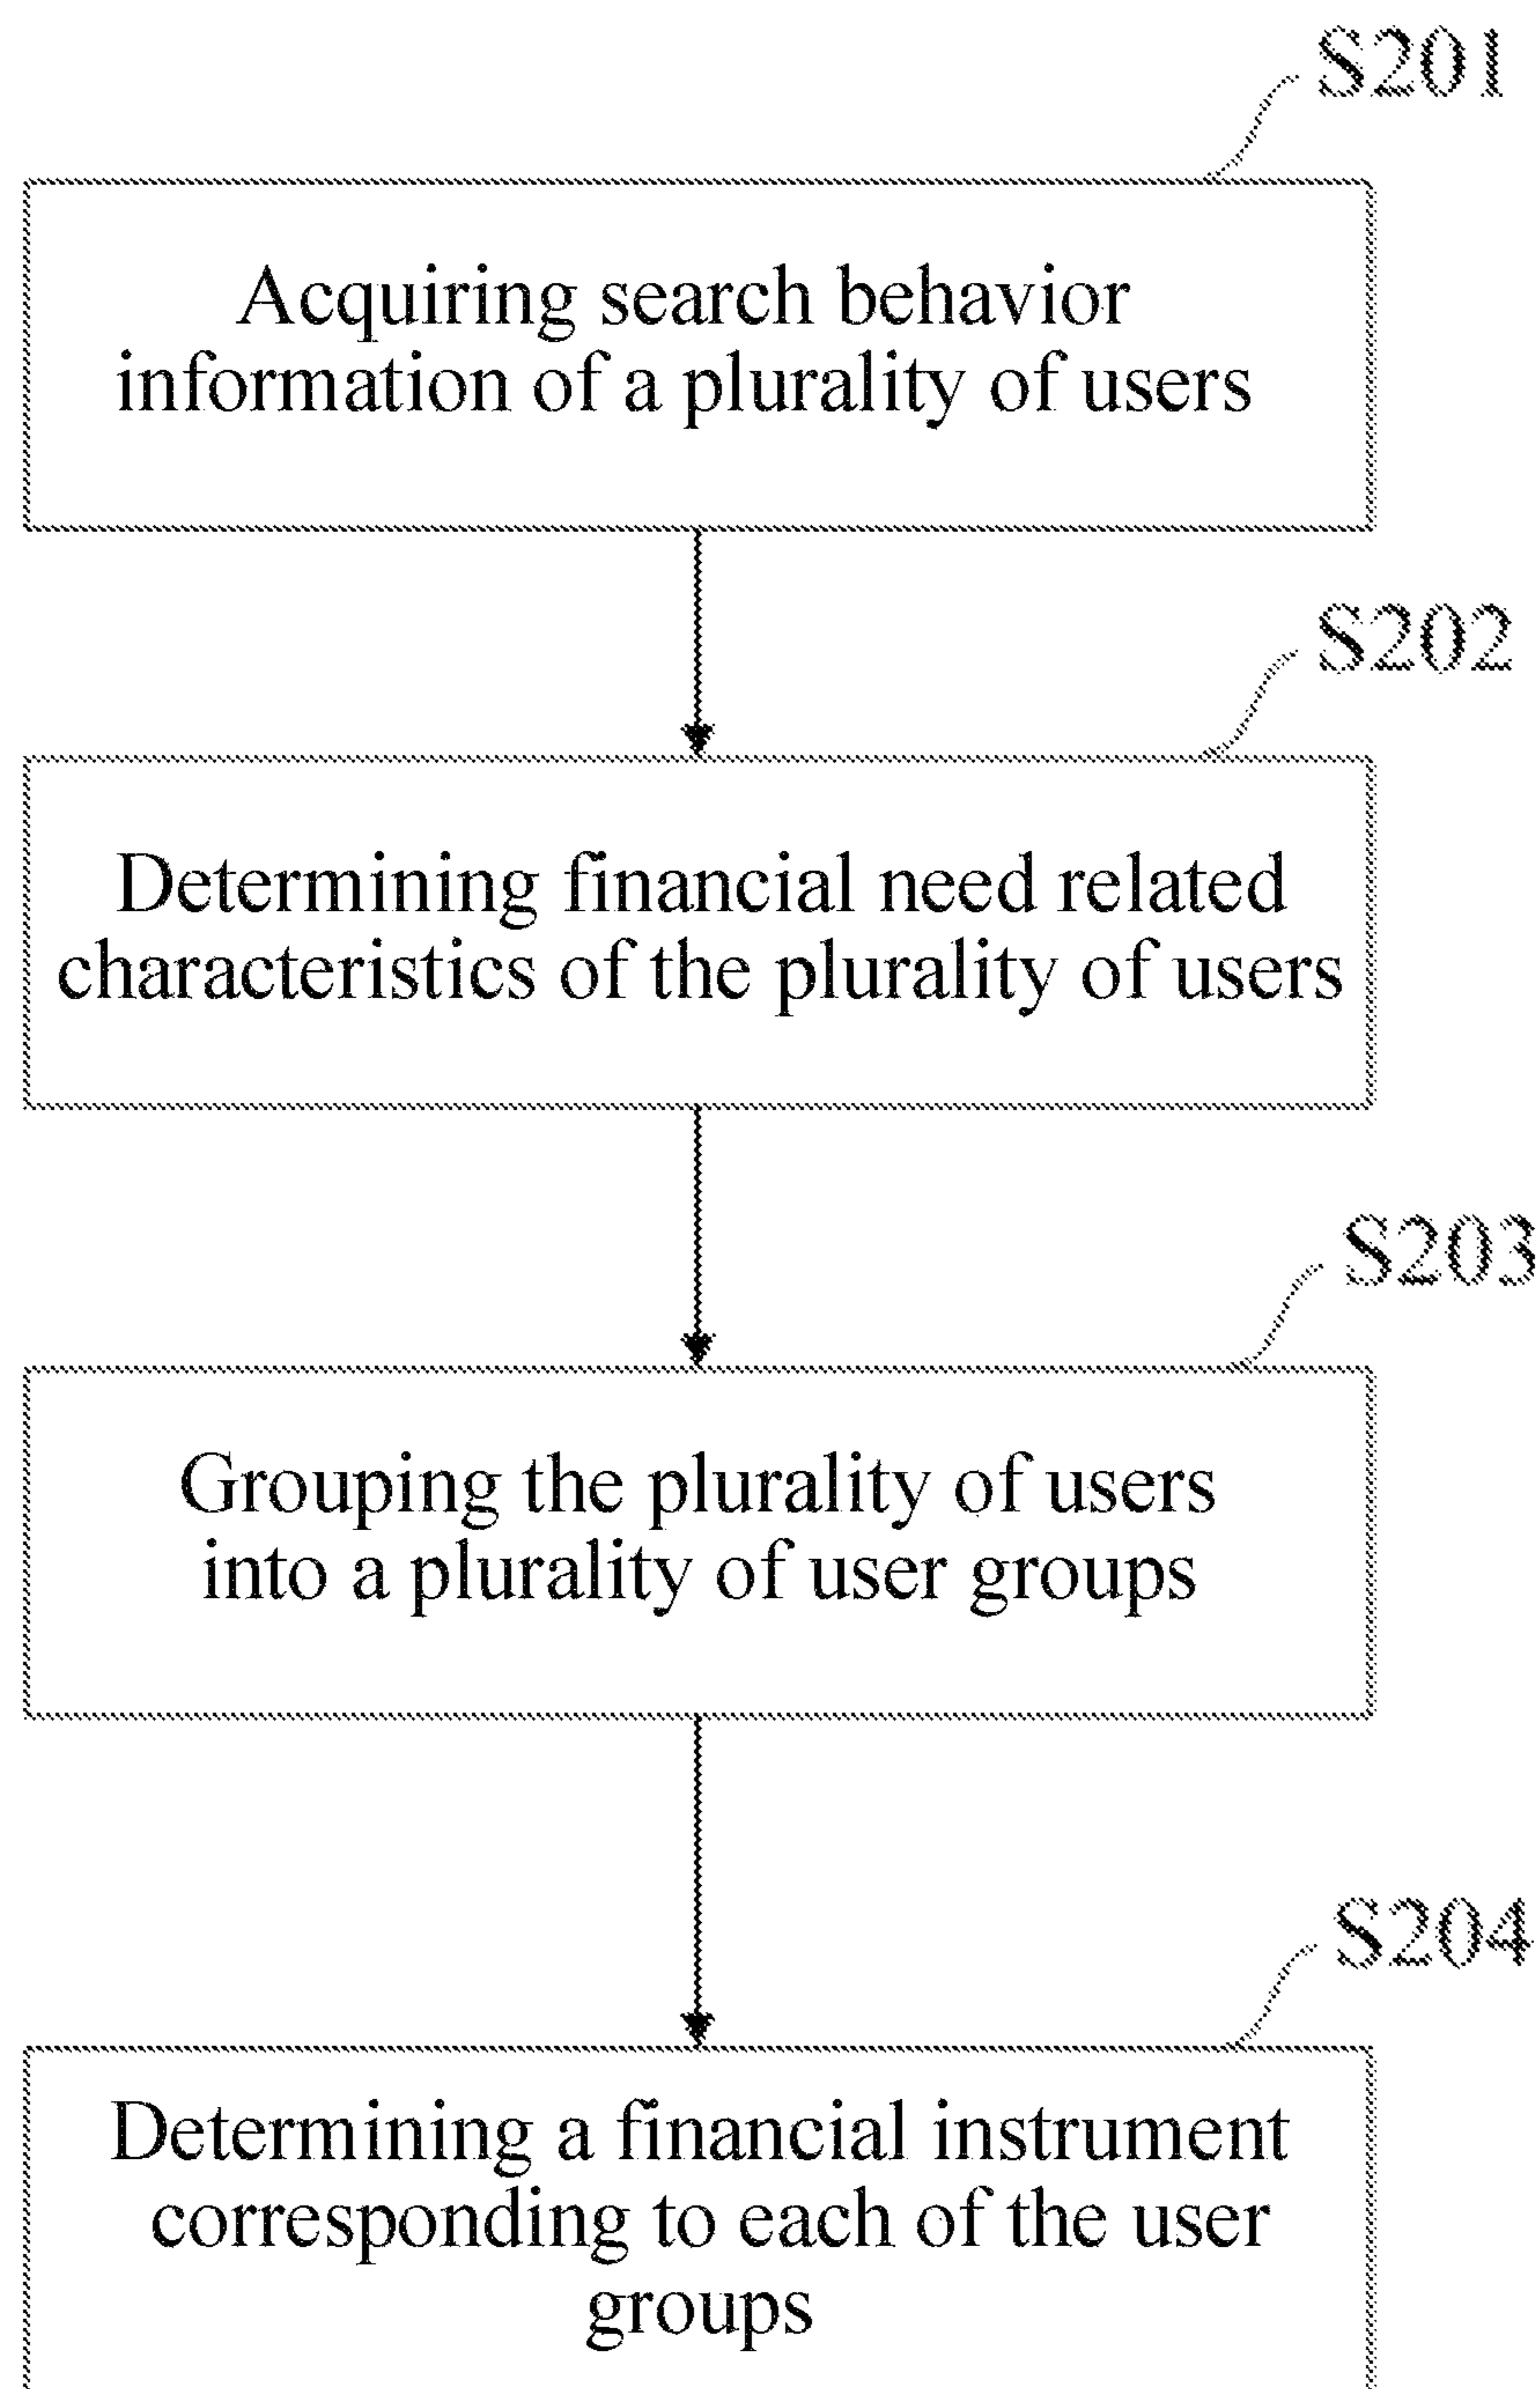 S201
Acquiring search behavior
information of a plurality of users
S202
Determining financial need related
characteristics of the plurality of users
S203
Grouping the plurality of users
into a plurality of user groups
S204
Determining a financial instrument
corresponding to each of the user
groups